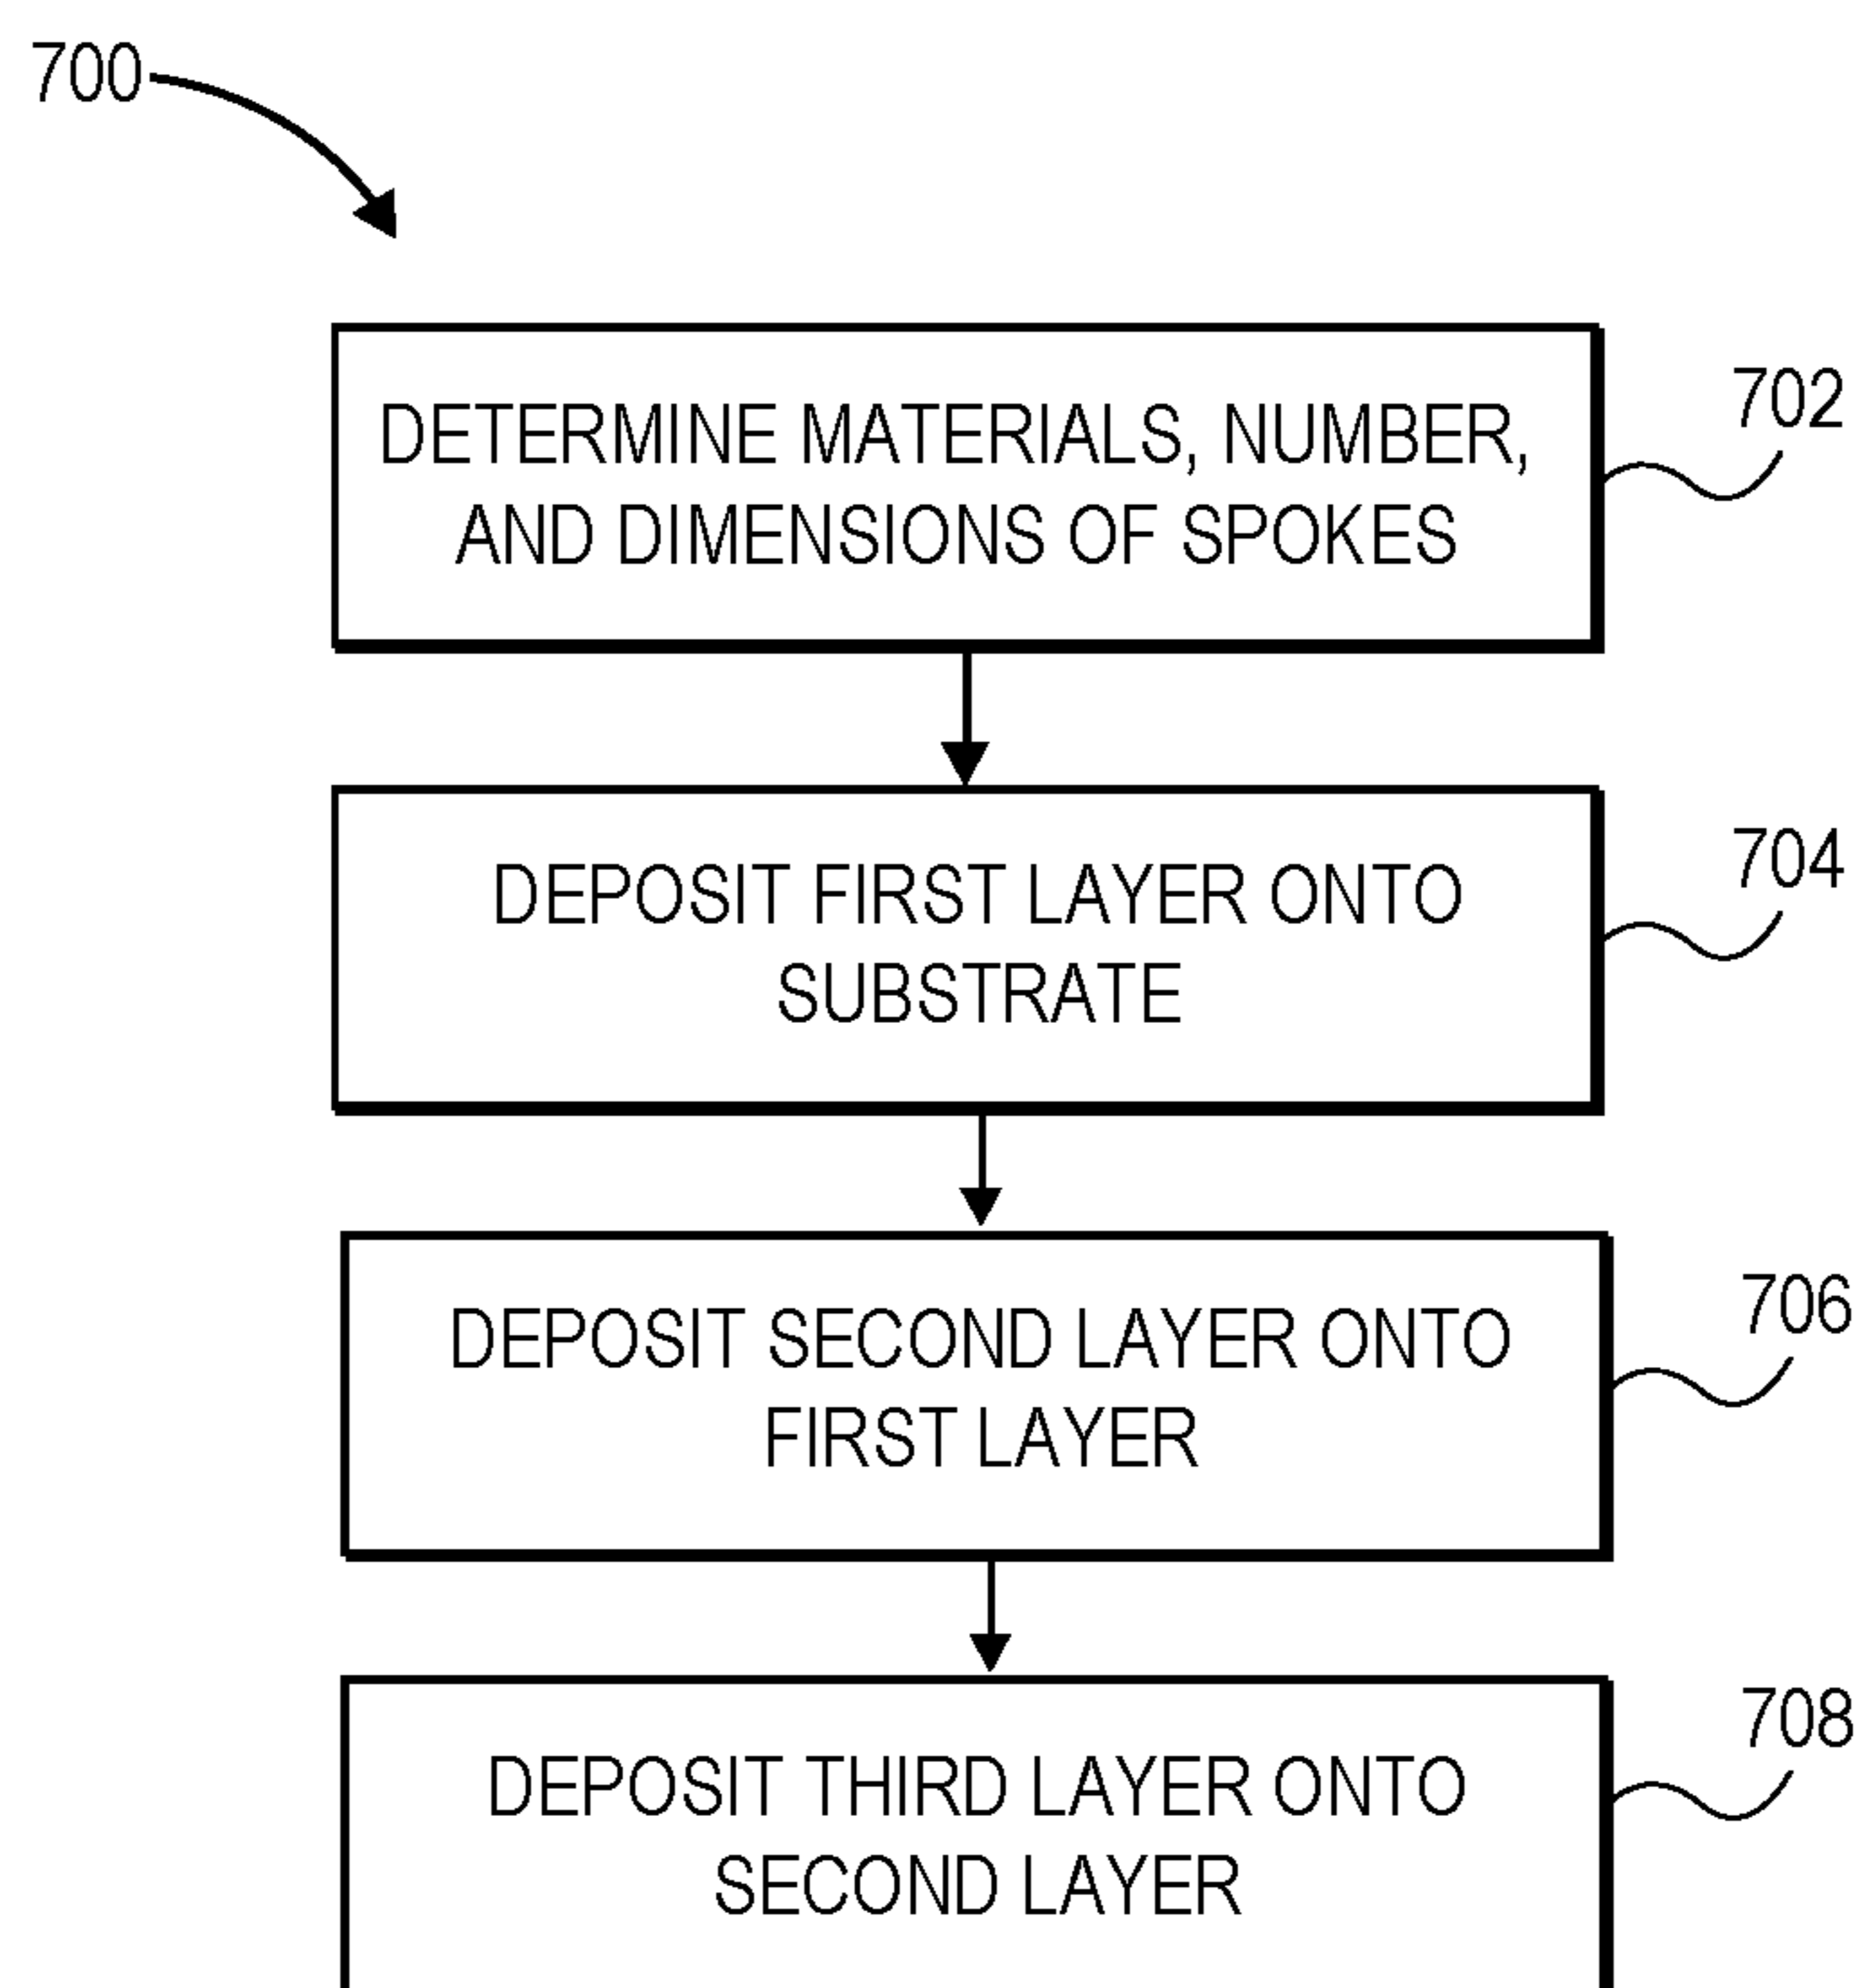 700
DETERMINE MATERIALS, NUMBER,
AND DIMENSIONS OF SPOKES
702
DEPOSIT FIRST LAYER ONTO
SUBSTRATE
704
DEPOSIT SECOND LAYER ONTO
FIRST LAYER
706
DEPOSIT THIRD LAYER ONTO
SECOND LAYER
708